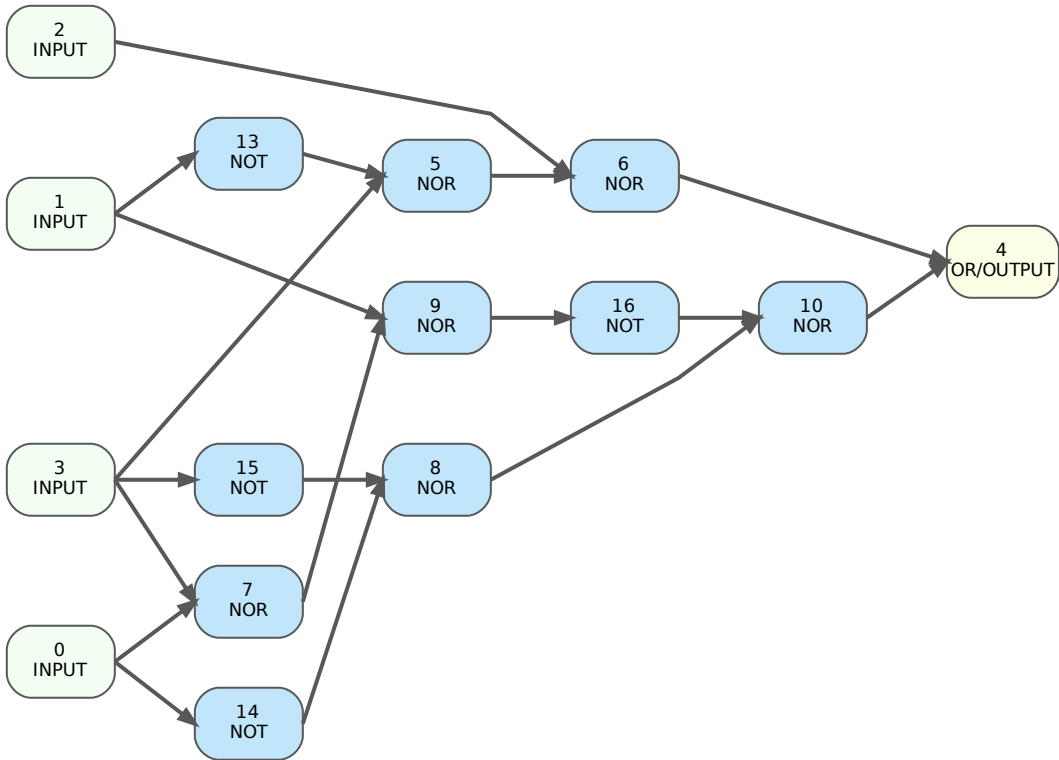 2
INPUT
13
NOT
5
NOR
6
NOR
1
INPUT
4
OR/OUTPUT
9
NOR
16
NOT
10
NOR
3
INPUT
15
NOT
8
NOR
7
NOR
0
INPUT
14
NOT